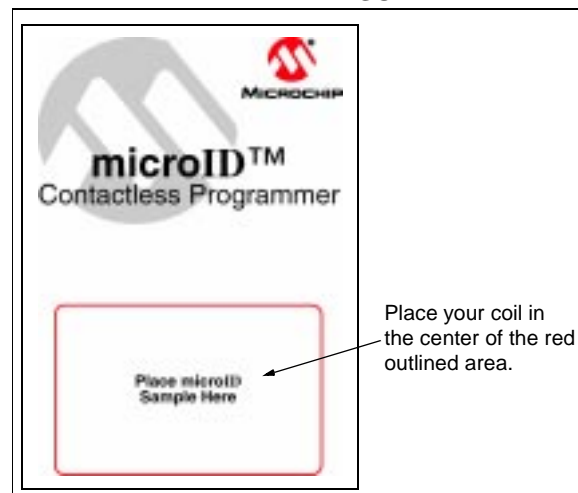 MICROCHIP
microID™
Contactless Programmer
Place microID
Sample Here
Place your coil in
the center of the red
outlined area.